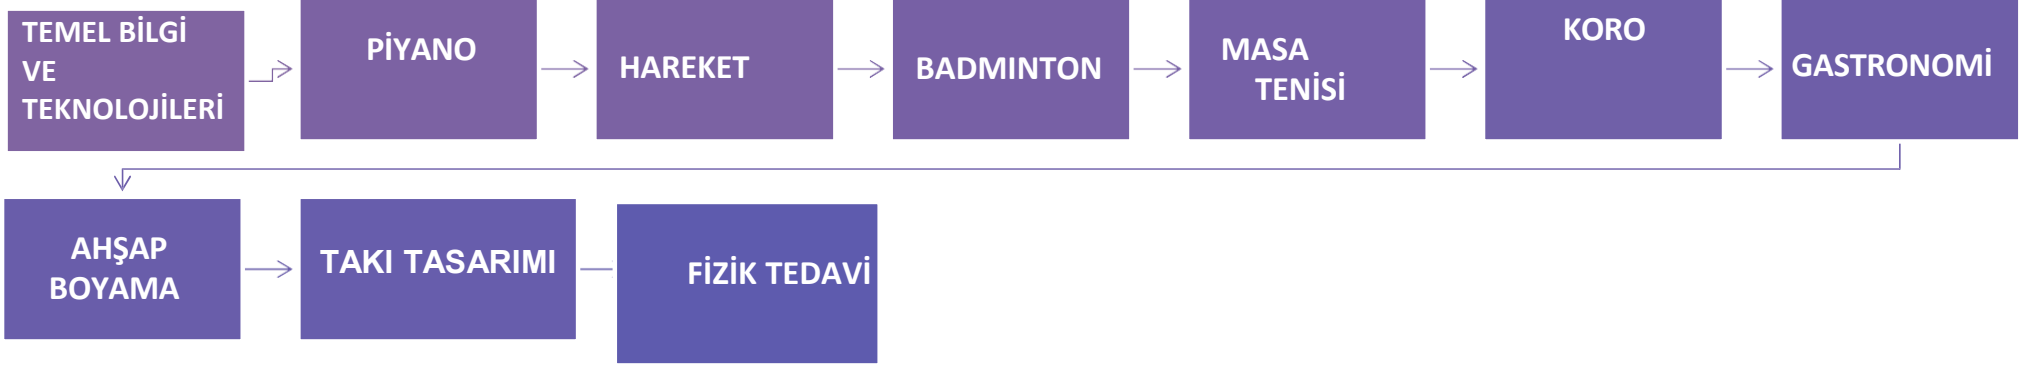 TEMEL BİLGİ
VE
TEKNOLOJİLERİ
PİYANO
HAREKET
BADMINTON
MASA
TENİSİ
KORO
GASTRONOMİ
AHŞAP
BOYAMA
TAKI TASARIMI
FİZİK TEDAVİ